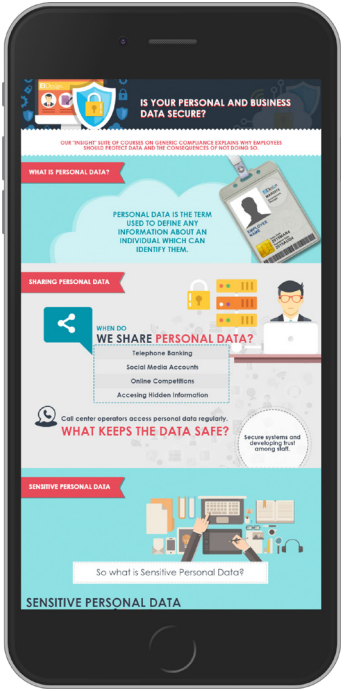 IS YOUR PERSONAL AND BUSINESS
DATA SECURE?
OUR "INSIGHT" SUITE OF COURSES ON GENERIC COMPLIANCE EXPLAINS WHY EMPLOYEES
SHOULD PROTECT DATA AND THE CONSEQUENCES OF NOT DOING SO.
WHAT IS PERSONAL DATA?
PERSONAL DATA IS THE TERM
USED TO DEFINE ANY
INFORMATION ABOUT AN
INDIVIDUAL WHICH CAN
IDENTIFY THEM.
EMPLOYEE
NAME
SHARING PERSONAL DATA
WHEN DO
WE SHARE PERSONAL DATA?
Telephone Banking
Social Media Accounts
Online Competitions
Accesing Hidden Information
Call center operators access personal data regularly.
WHAT KEEPS THE DATA SAFE?
Secure systems and
developing trust
among staff.
SENSITIVE PERSONAL DATA
So what is Sensitive Personal Data?
SENSITIVE PERSONAL DATA